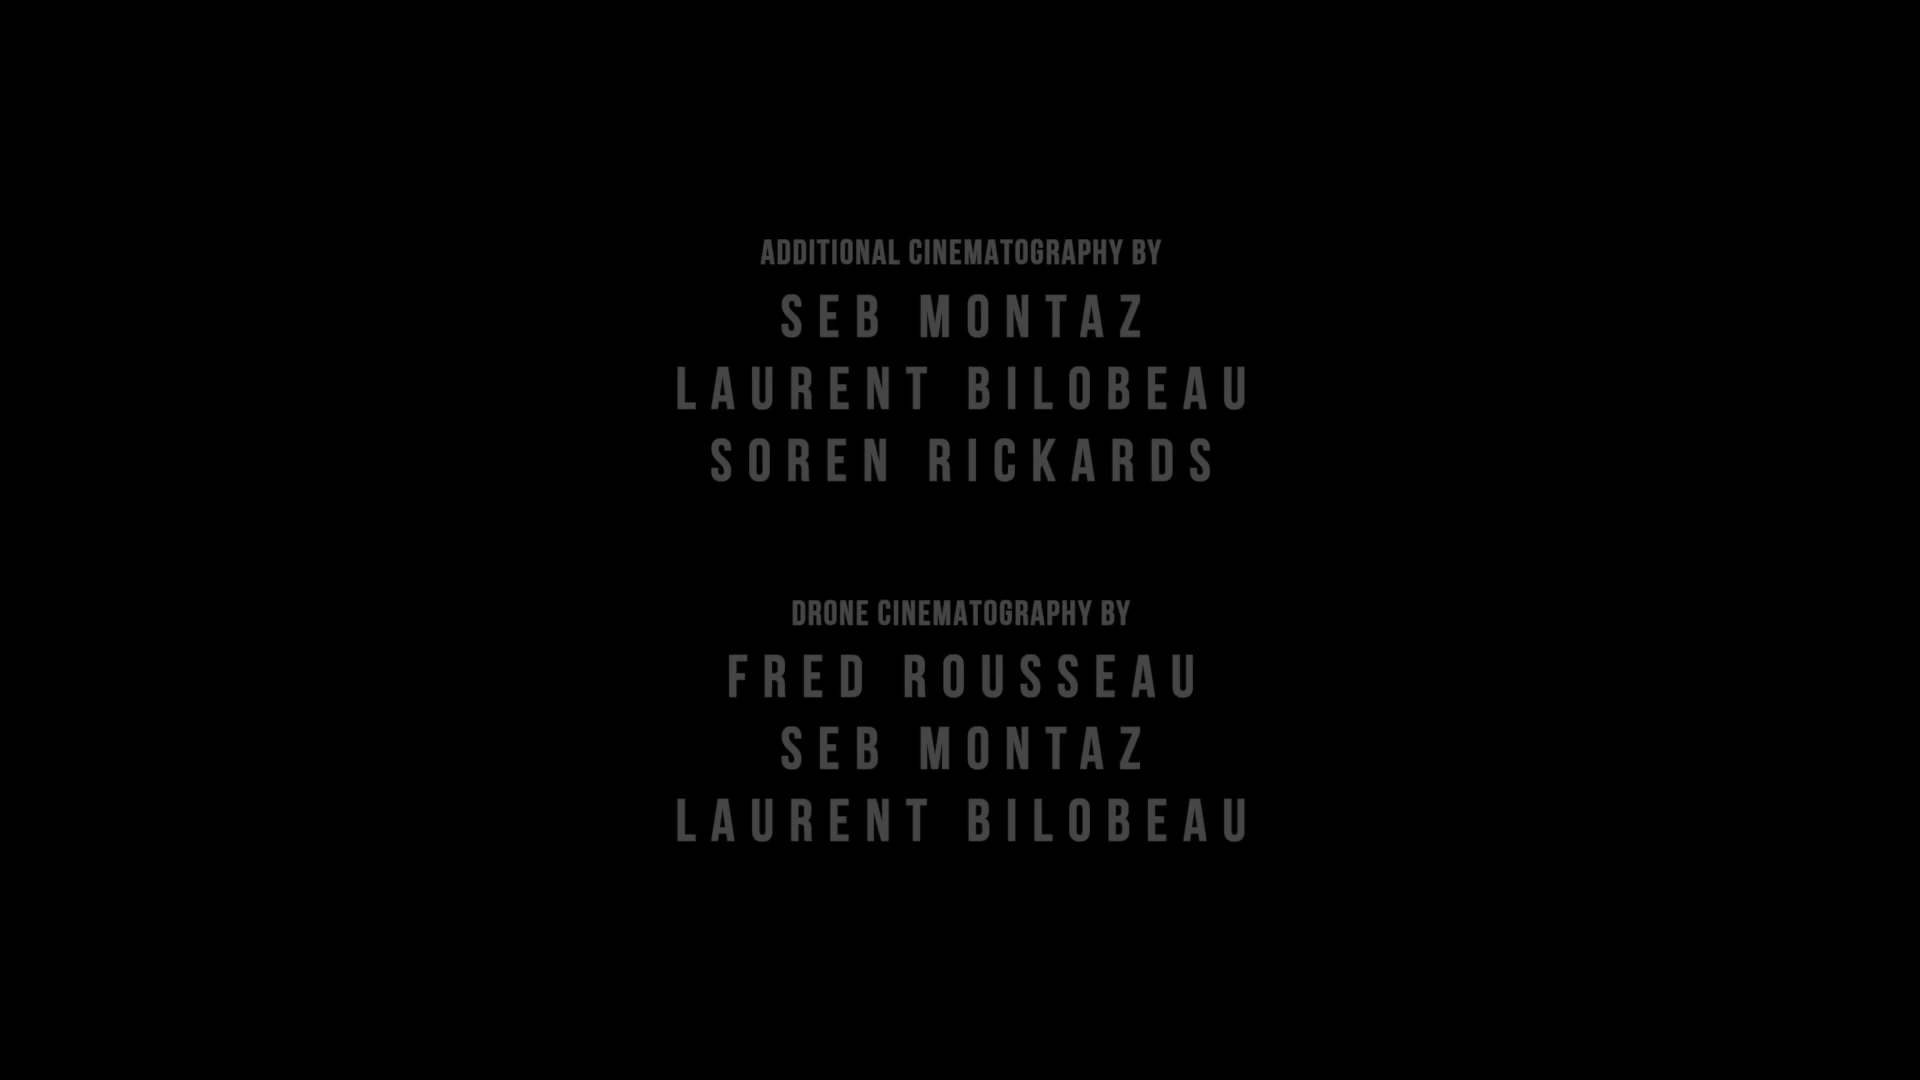 ADDITIONAL CINEMATOGRAPHY BY
SEB MONTAZ
LAURENT BILOBEAU
SOREN RICKARDS
DRONE CINEMATOGRAPHY BY
FRED ROUSSEAU
SEB MONTAZ
LAURENT BILOBEAU